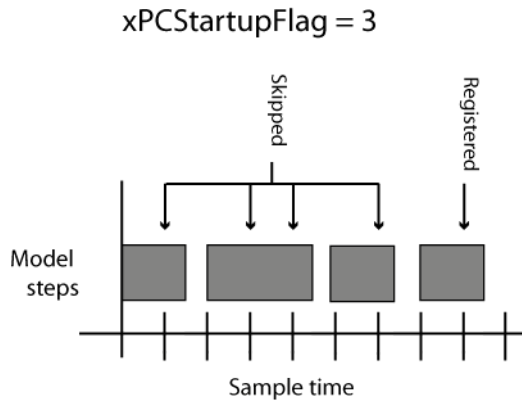 xPCStartupFlag = 3
Skipped
Registered
Model
steps
Sample time